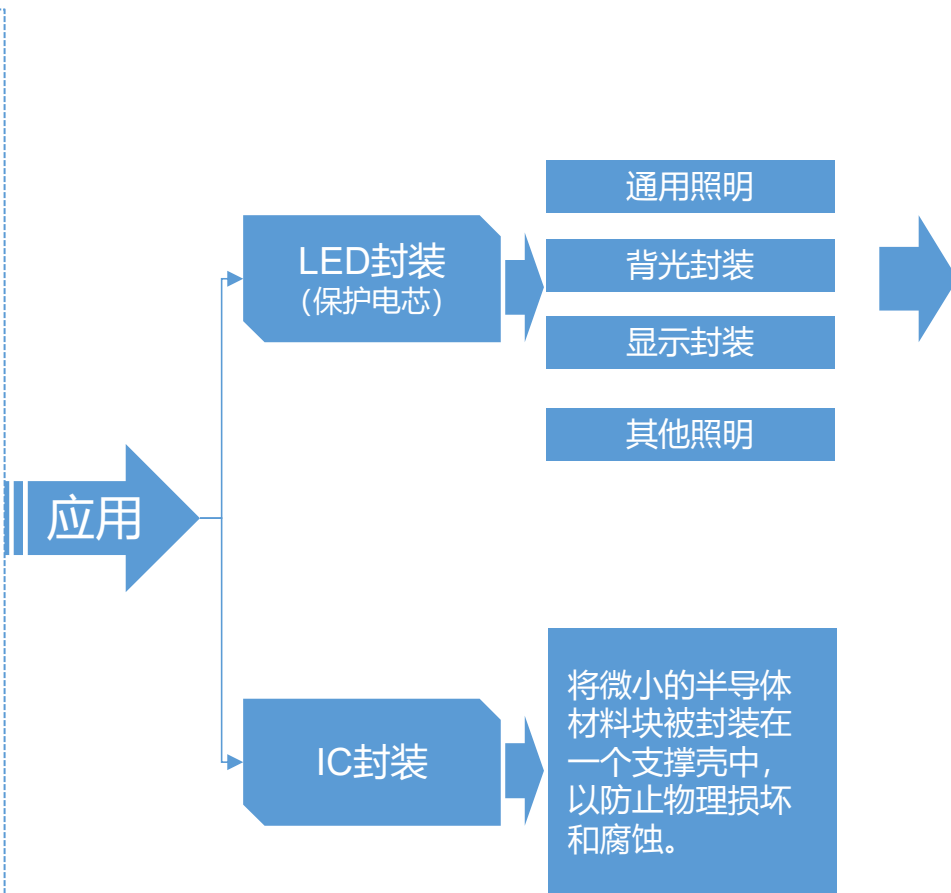 应用
LED封装
（保护电芯）
通用照明
背光封装
显示封装
其他照明
IC封装
将微小的半导体
材料块被封装在
一个支撑壳中，
以防止物理损坏
和腐蚀。